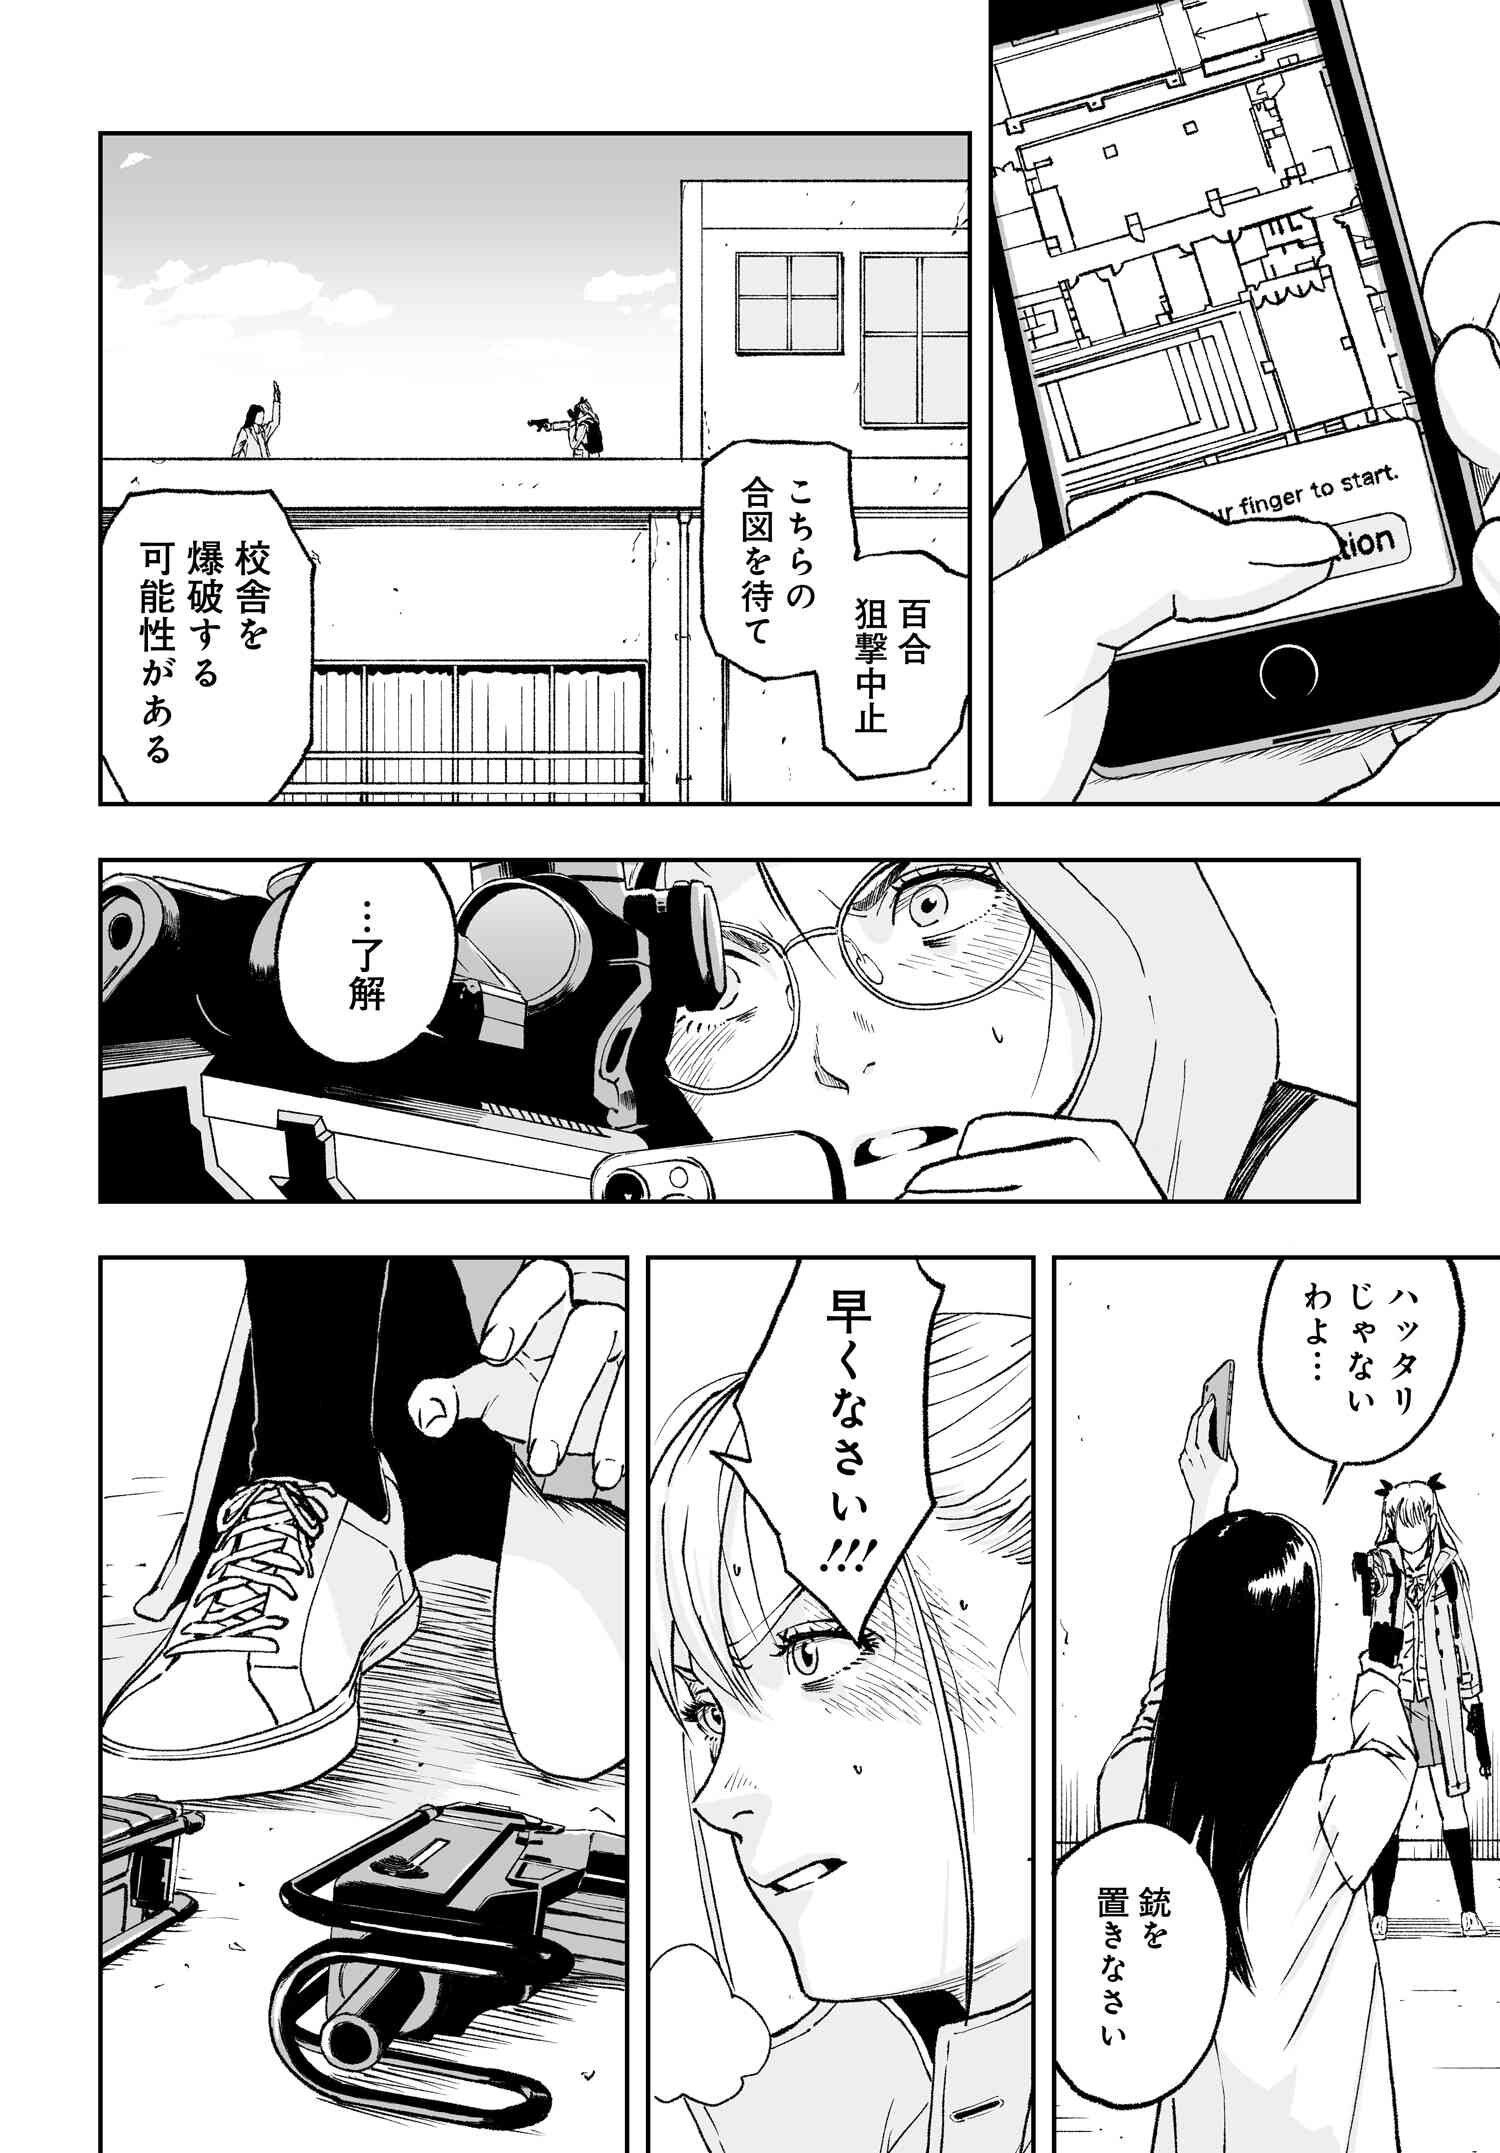 ur finger to start.
tion
百合
狙撃中止
こちらの
合図を待て
校舎を
爆破する
可能性がある
…了解
ハッタリ
じゃない
わよ…
銃を
置きなさい
早くなさい!!!